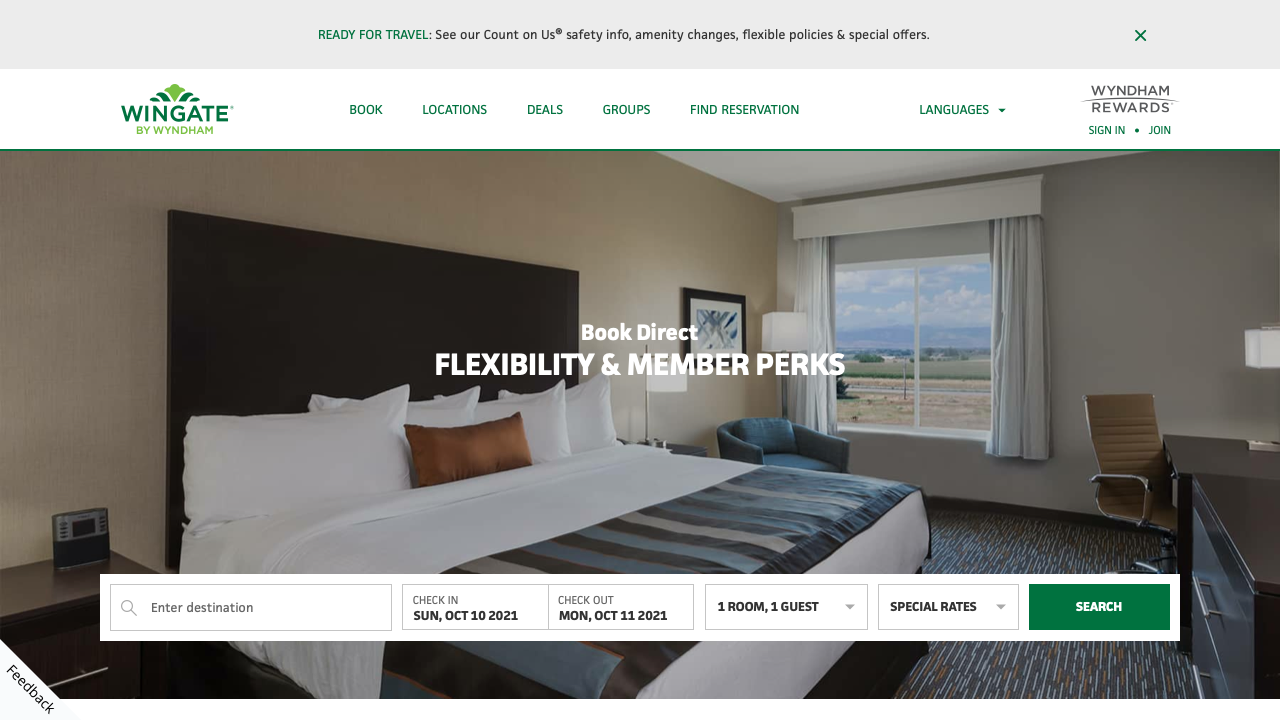 READY FOR TRAVEL: See our Count on Us® safety info, amenity changes, flexible policies & special offers.
WINGATE®
BY WYNDHAM
BOOK
LOCATIONS
DEALS
GROUPS
FIND RESERVATION
LANGUAGES
WYNDHAM
REWARDS
SIGN IN • JOIN
Book Direct
FLEXIBILITY & MEMBER PERKS
Enter destination
CHECK IN
SUN, OCT 10 2021
CHECK OUT
MON, OCT 11 2021
1 ROOM, 1 GUEST
SPECIAL RATES
SEARCH
Feedback